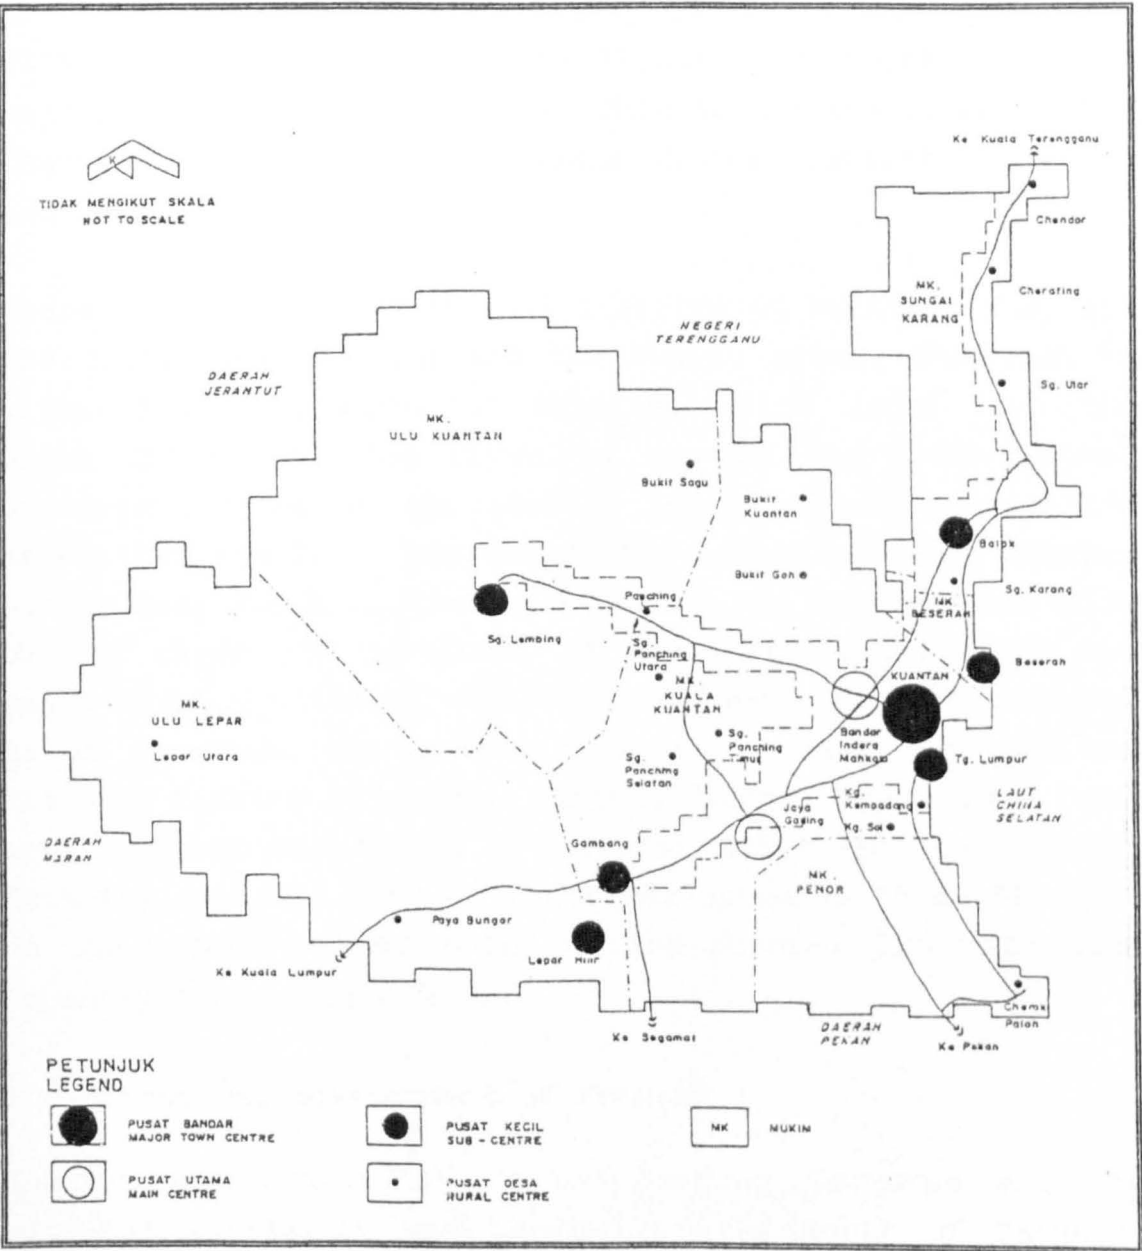 Ke Kuala Terengganu
K
TIDAK MENGIKUT SKALA
NOT TO SCALE
Chendor
MK.
SUNGAI
KARANG
Cherating
NEGERI
TERENGGANU
DAERAH
JERANTUT
Sg. Ular
MK.
ULU KUANTAN
Bukit Sagu
Bukit
Kuantan
Balok
Bukit Goh
Sg. Karang
Panching
MK
BESERAH
Sg. Lembing
Sg.
Panching
Utara
Beserah
KUANTAN
MK.
KUALA
KUANTAN
MK.
ULU LEPAR
Lepar Utara
Sg.
Panching
Timur
Bandar
Indera
Mahkota
Sg.
Panching
Selatan
Tg. Lumpur
LAUT
CHINA
SELATAN
Kg.
Kempadang
Jaya
Gading
Kg. Soi
DAERAH
MARAN
Gambang
MK.
PENOR
Paya Bungor
Lepar Hilir
Ke Kuala Lumpur
Ke Segamat
DAERAH
PEKAN
Ke Pekan
PETUNJUK
LEGEND
PUSAT BANDAR
MAJOR TOWN CENTRE
PUSAT KECIL
SUB - CENTRE
MK
MUKIM
PUSAT UTAMA
MAIN CENTRE
PUSAT DESA
RURAL CENTRE